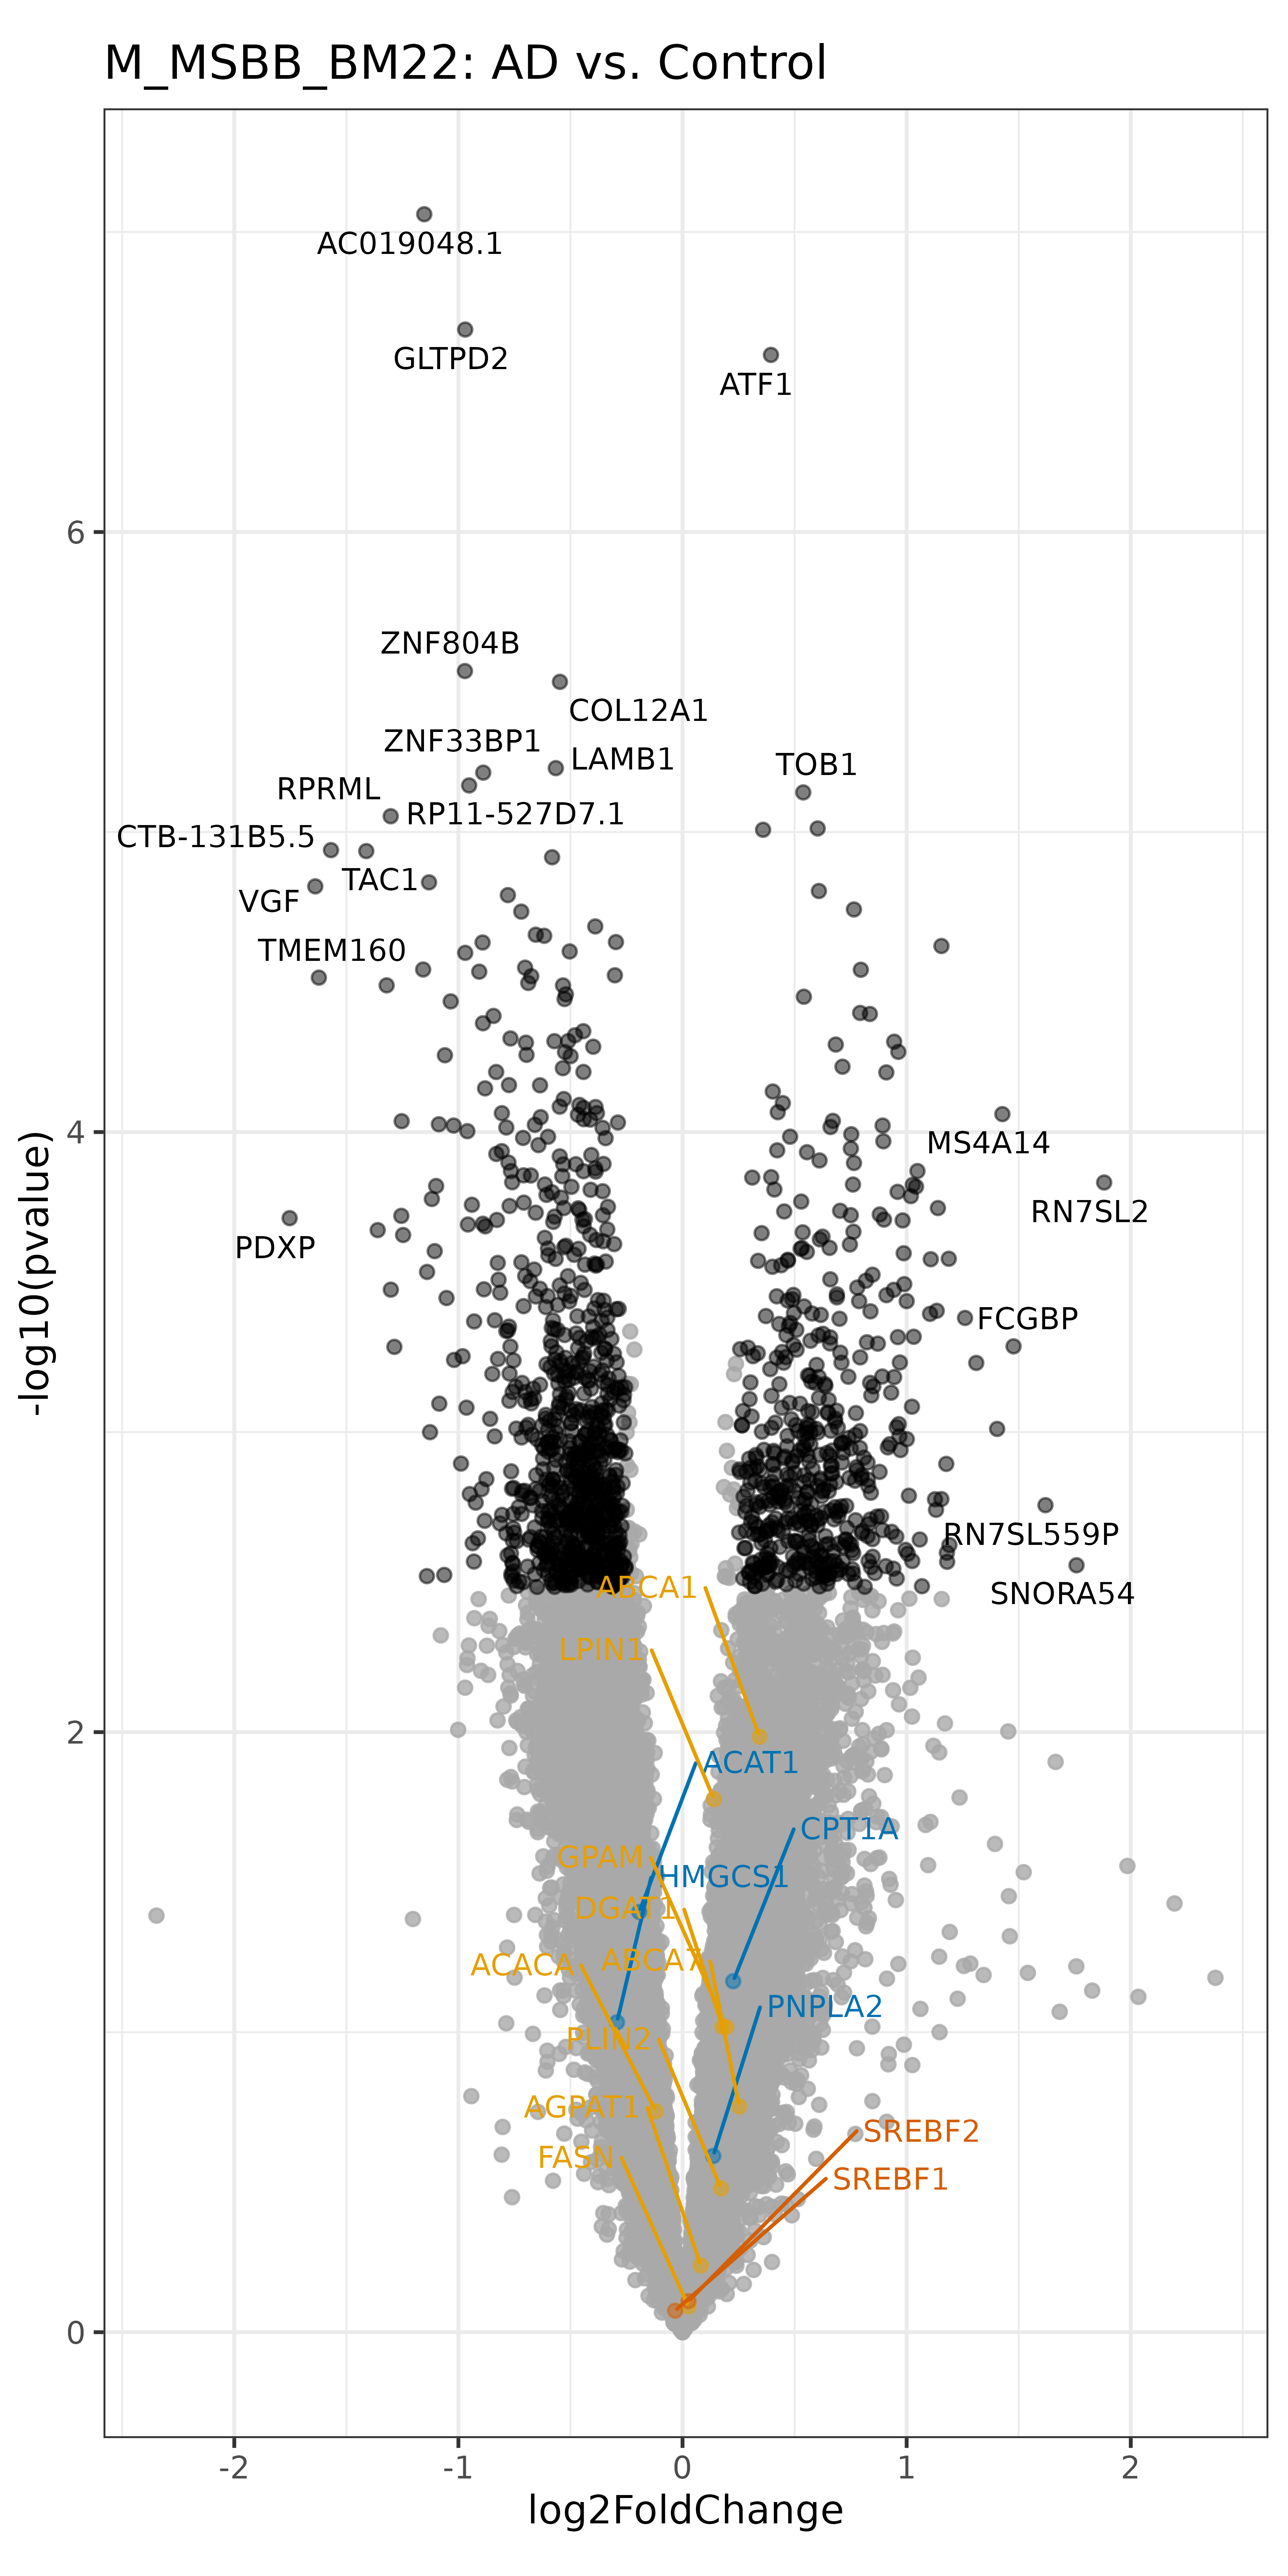 M_MSBB_BM22: AD vs. Control
AC019048.1
GLTPD2
ATF1
6
ZNF804B
COL12A1
ZNF33BP1
LAMB1
TOB1
RPRML
RP11-527D7.1
CTB-131B5.5
TAC1
VGF
TMEM160
4
MS4A14
RN7SL2
PDXP
FCGBP
-log10(pvalue)
RN7SL559P
ABCA1
SNORA54
LPIN1
2
ACAT1
CPT1A
GPAM
HMGCS1
DGAT1
ABCA7
ACACA
PNPLA2
PLIN2
AGPAT1
SREBF2
FASN
SREBF1
0
-2 -1 0 1 2
log2FoldChange